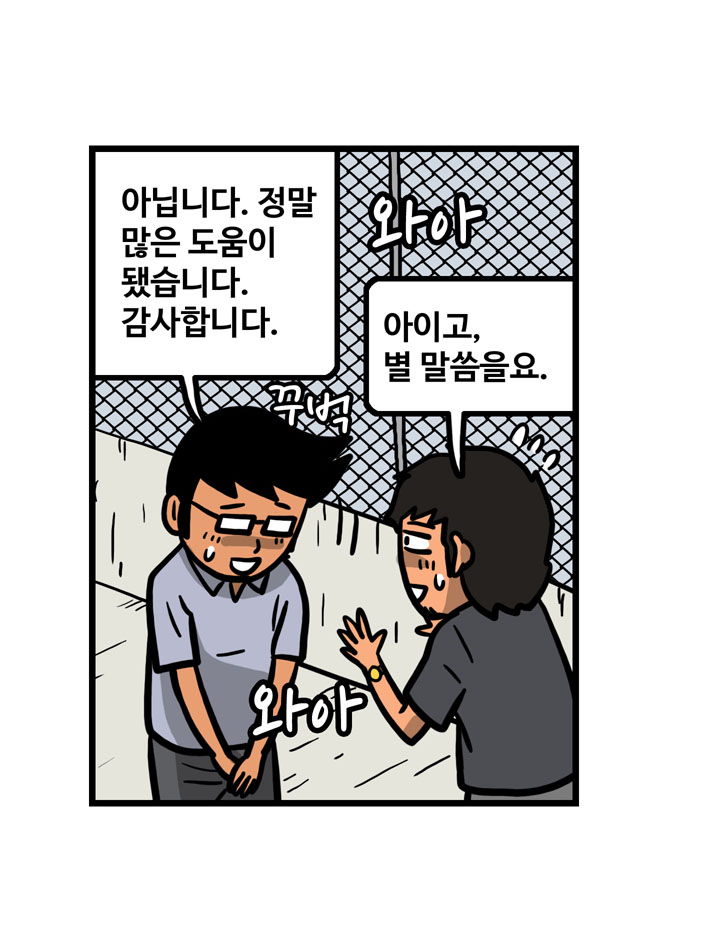 아닙니다. 정말
많은 도움이
됐습니다.
감사합니다.
와아
아이고,
별 말씀을요.
꾸벅
와아